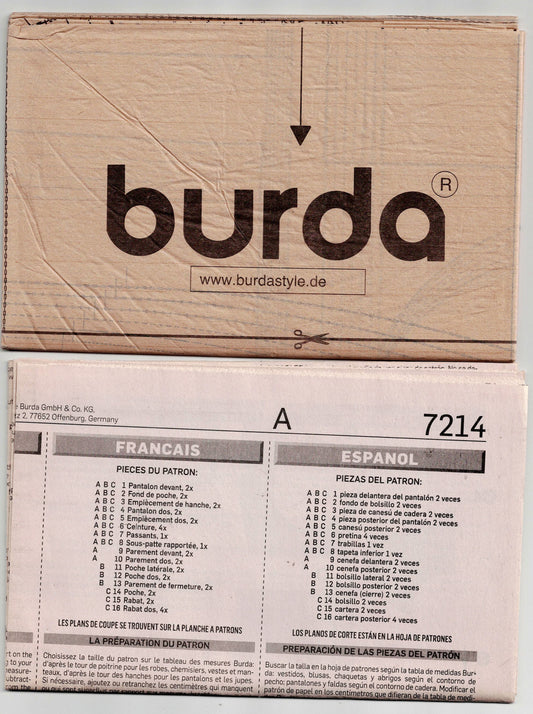 burda
R
www.burdastyle.de
e Burda GmbH & Co. KG,
tz 2, 77652 Offenburg, Germany
A
7214
FRANCAIS
PIECES DU PATRON:
A B C 1 Pantalon devant, 2x
A B C 2 Fond de poche, 2x
A B C 3 Emplècement de hanche, 2x
A B C 4 Pantalon dos, 2x
A B C 5 Emplècement dos, 2x
A B C 6 Ceinture, 4x
A B C 7 Passants, 1x
A B C 8 Sous-patte rapportée, 1x
A 9 Parement devant, 2x
A 10 Parement dos, 2x
B 11 Poche latérale, 2x
B 12 Poche dos, 2x
B 13 Parement de fermeture, 2x
C 14 Poche, 2x
C 15 Rabat, 2x
C 16 Rabat dos, 4x
LES PLANS DE COUPE SE TROUVENT SUR LA PLANCHE A PATRONS
LA PRÉPARATION DU PATRON
Choisissez la taille du patron sur le tableau des mesures Burda:
d'après le tour de poitrine pour les robes, chemisiers, vestes et man-
teaux, d'après le tour des hanches pour les pantalons et les jupes.
Si nécessaire, ajoutez ou retranchez les centimètres qui manquent
ESPANOL
PIEZAS DEL PATRÓN:
A B C 1 pieza delantera del pantalón 2 veces
A B C 2 fondo de bolsillo 2 veces
A B C 3 pieza de canesú de cadera 2 veces
A B C 4 pieza posterior del pantalón 2 veces
A B C 5 canesú posterior 2 veces
A B C 6 pretina 4 veces
A B C 7 trabillas 1 vez
A B C 8 tapeta inferior 1 vez
A 9 cenefa delantera 2 veces
A 10 cenefa posterior 2 veces
B 11 bolsillo lateral 2 veces
B 12 bolsillo posterior 2 veces
B 13 cenefa (cierre) 2 veces
C 14 bolsillo 2 veces
C 15 cartera 2 veces
C 16 cartera posterior 4 veces
LOS PLANOS DE CORTE ESTÁN EN LA HOJA DE PATRONES
PREPARACIÓN DE LAS PIEZAS DEL PATRÓN
Buscar la talla en la hoja de patrones según la tabla de medidas Bur-
da: vestidos, blusas, chaquetas y abrigos según el contorno de
pecho; pantalones y faldas según el contorno de cadera. Modificar el
patrón de papel en los centímetros que difieran de la tabla de medi-
rt on the
g to your
easure-
subtract-